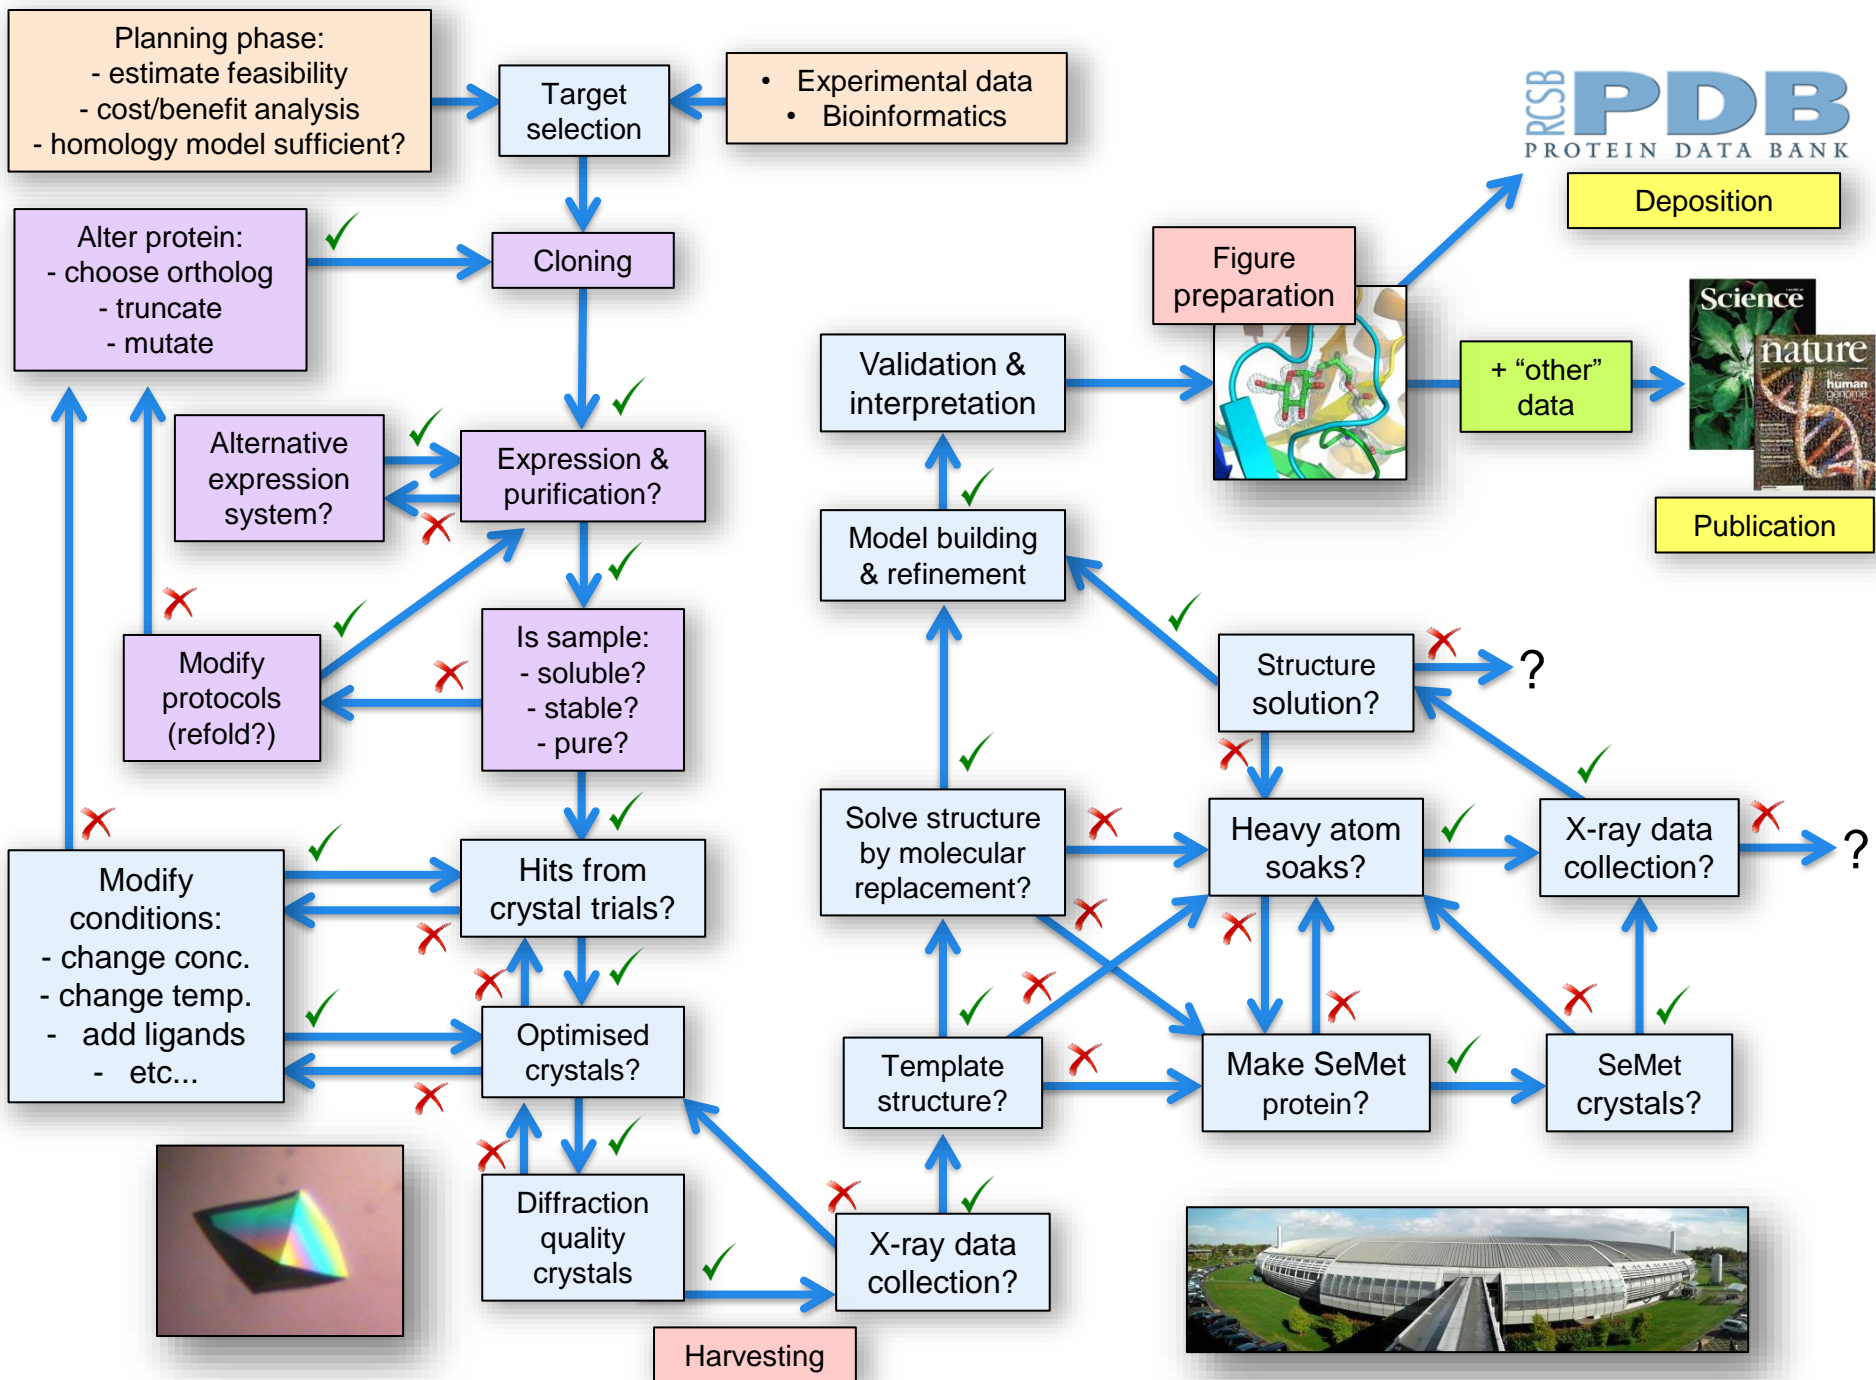 Planning phase:
- estimate feasibility
- cost/benefit analysis
- homology model sufficient?
Target
selection
• Experimental data
• Bioinformatics
RCSB
PDB
PROTEIN DATA BANK
Deposition
Alter protein:
- choose ortholog
- truncate
- mutate
Cloning
Figure
preparation
Science
nature
the
human
genome
Validation &
interpretation
+ “other”
data
Publication
Alternative
expression
system?
Expression &
purification?
Model building
& refinement
Modify
protocols
(refold?)
Is sample:
- soluble?
- stable?
- pure?
Structure
solution?
?
Solve structure
by molecular
replacement?
Heavy atom
soaks?
X-ray data
collection?
?
Modify
conditions:
- change conc.
- change temp.
- add ligands
- etc...
Hits from
crystal trials?
Optimised
crystals?
Template
structure?
Make SeMet
protein?
SeMet
crystals?
Diffraction
quality
crystals
X-ray data
collection?
Harvesting